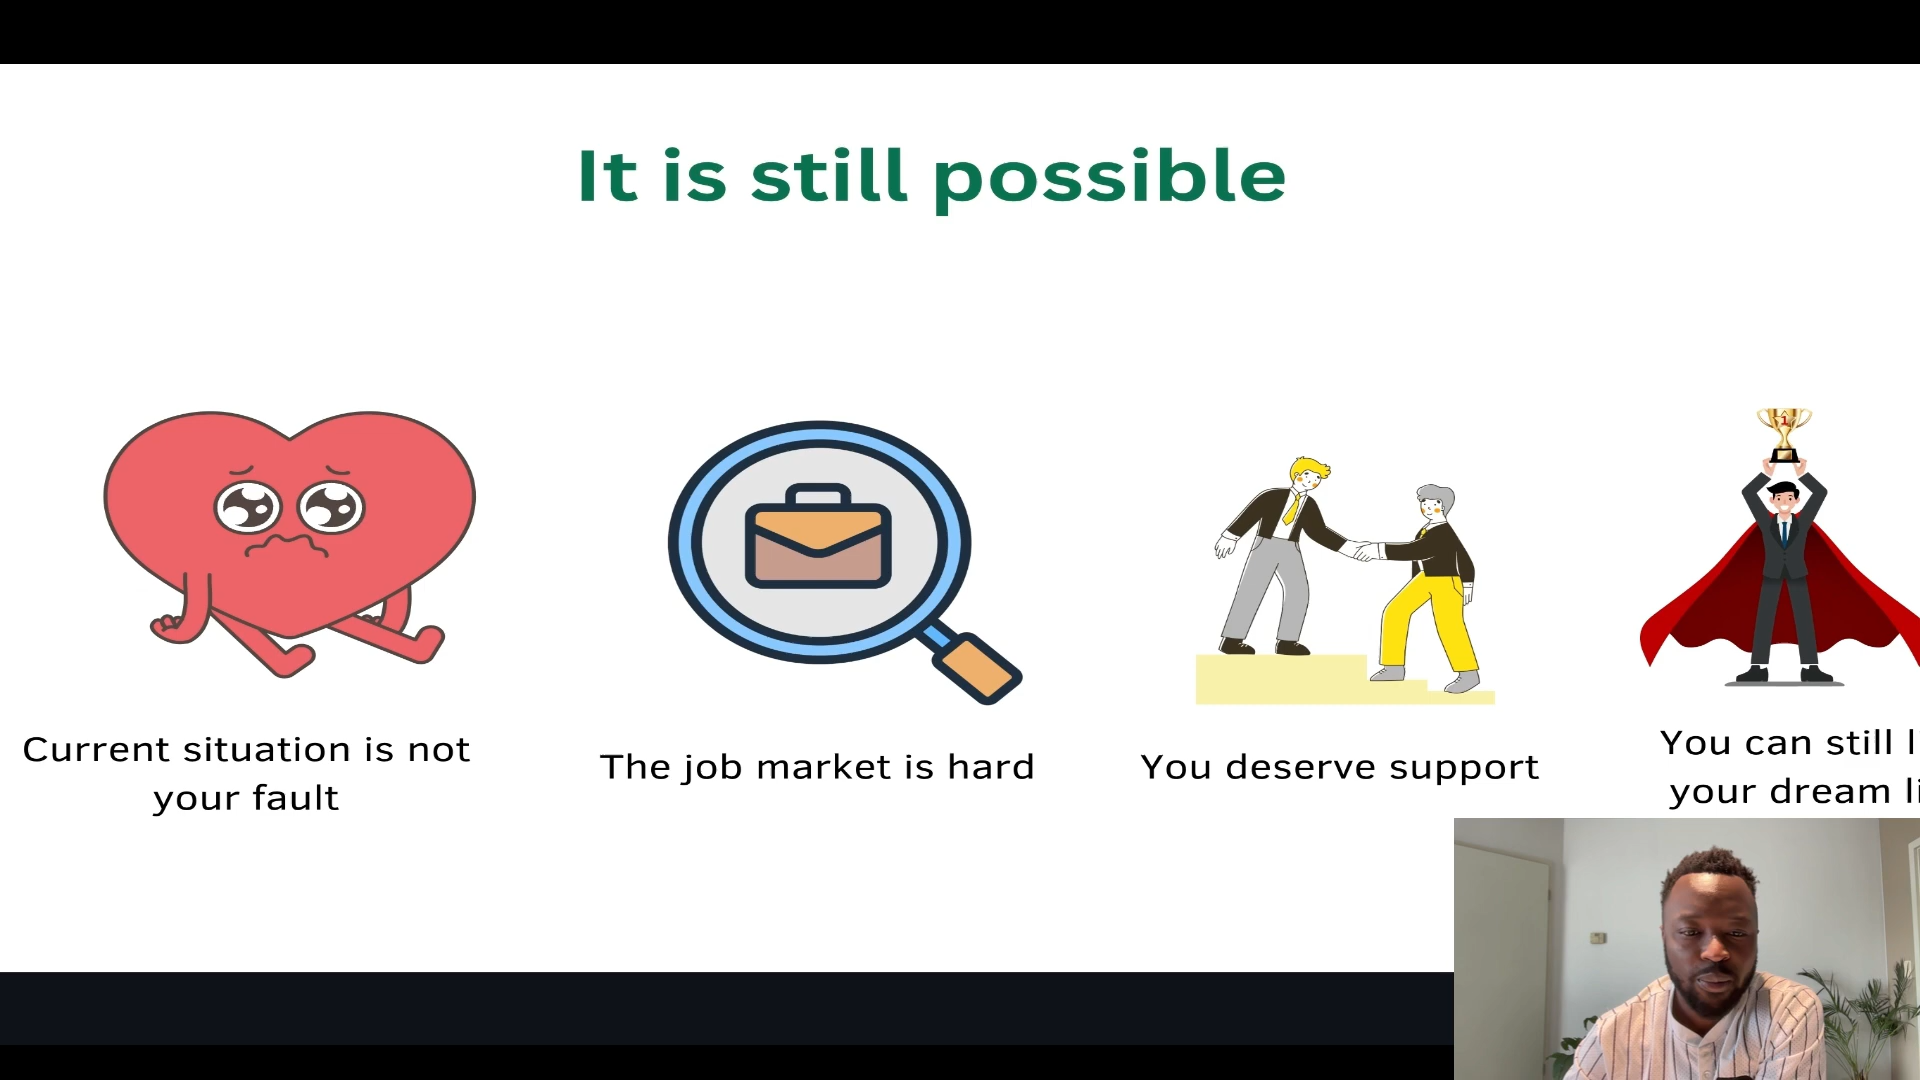 It is still possible
Current situation is not
your fault
The job market is hard
You deserve support
You can still
your dream
1